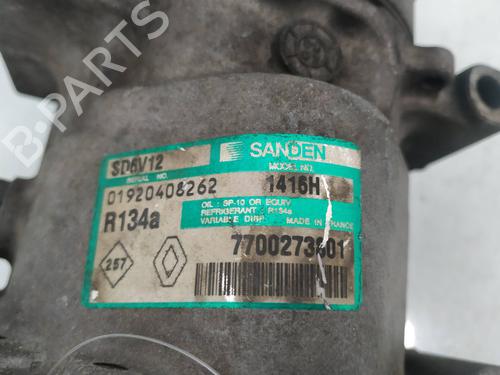 B-PARTS
SD6V12
SERIAL NO.
01920408262
R134a
257
SANDEN
MODEL NO.
1416H
OIL : SP-10 OR EQUIV
REFRIGERANT : R134a
VARIABLE DISP. MADE IN FRANCE
7700273801